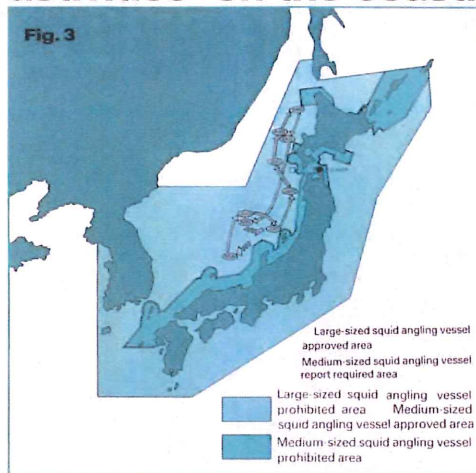 Fig. 3
Large-sized squid angling vessel
approved area
Medium-sized squid angling vessel
report required area
Large-sized squid angling vessel
prohibited area Medium-sized
squid angling vessel approved area
Medium-sized squid angling vessel
prohibited area